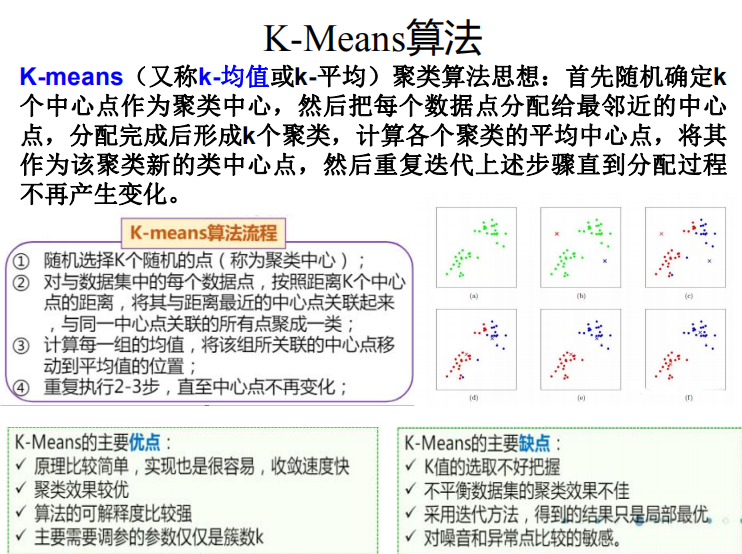 K-Means算法
K-means（又称k-均值或k-平均）聚类算法思想：首先随机确定k
个中心点作为聚类中心，然后把每个数据点分配给最邻近的中心
点，分配完成后形成k个聚类，计算各个聚类的平均中心点，将其
作为该聚类新的类中心点，然后重复迭代上述步骤直到分配过程
不再产生变化。
K-means算法流程
① 随机选择K个随机的点（称为聚类中心）；
② 对与数据集中的每个数据点，按照距离K个中心
点的距离，将其与距离最近的中心点关联起来
，与同一中心点关联的所有点聚成一类；
③ 计算每一组的均值，将该组所关联的中心点移
动到平均值的位置；
④ 重复执行2-3步，直至中心点不再变化；
(a)
(b)
(c)
(d)
(e)
(f)
K-Means的主要优点：
✓ 原理比较简单，实现也是很容易，收敛速度快
✓ 聚类效果较优
✓ 算法的可解释度比较强
✓ 主要需要调参的参数仅仅是簇数k
K-Means的主要缺点：
✓ K值的选取不好把握
✓ 不平衡数据集的聚类效果不佳
✓ 采用迭代方法，得到的结果只是局部最优。
✓ 对噪音和异常点比较的敏感。